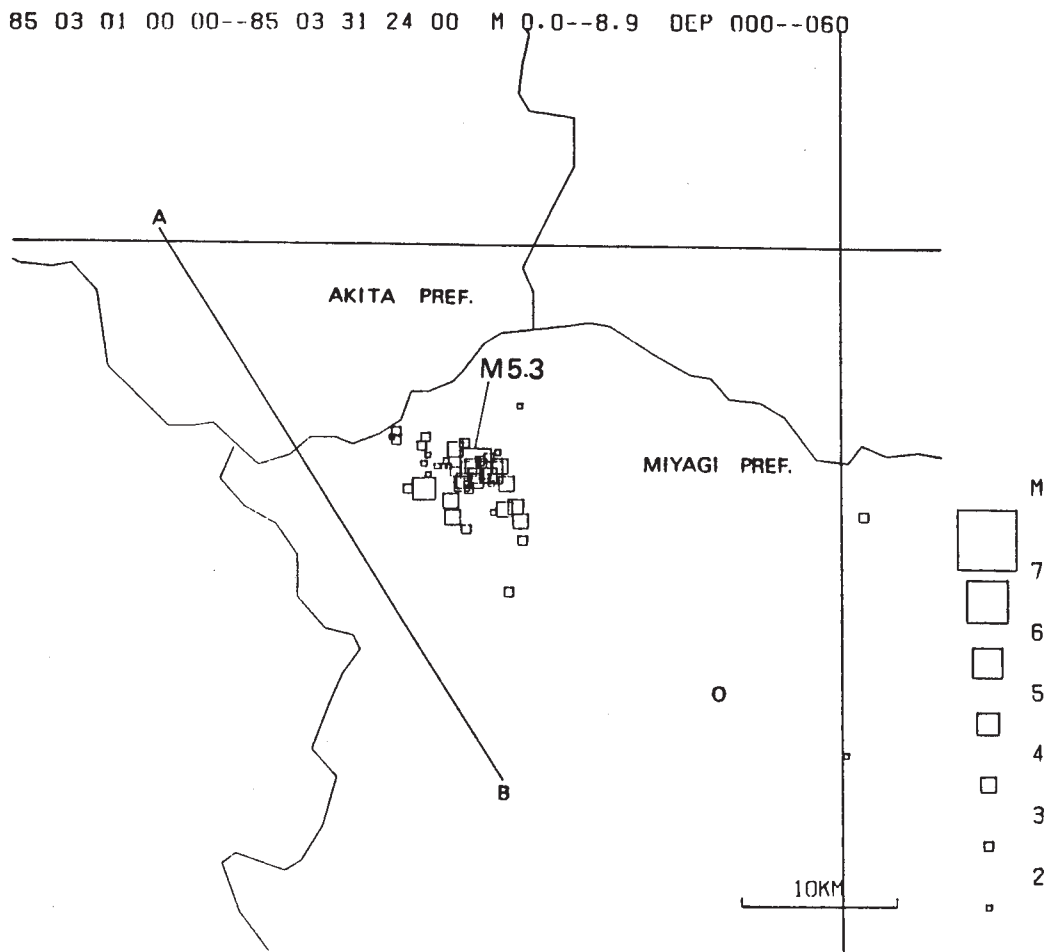 85 03 01 00 00--85 03 31 24 00 M 0.0--8.9 DEP 000--060
A
AKITA PREF.
M5.3
MIYAGI PREF.
M
7
6
5
O
4
B
3
2
10KM